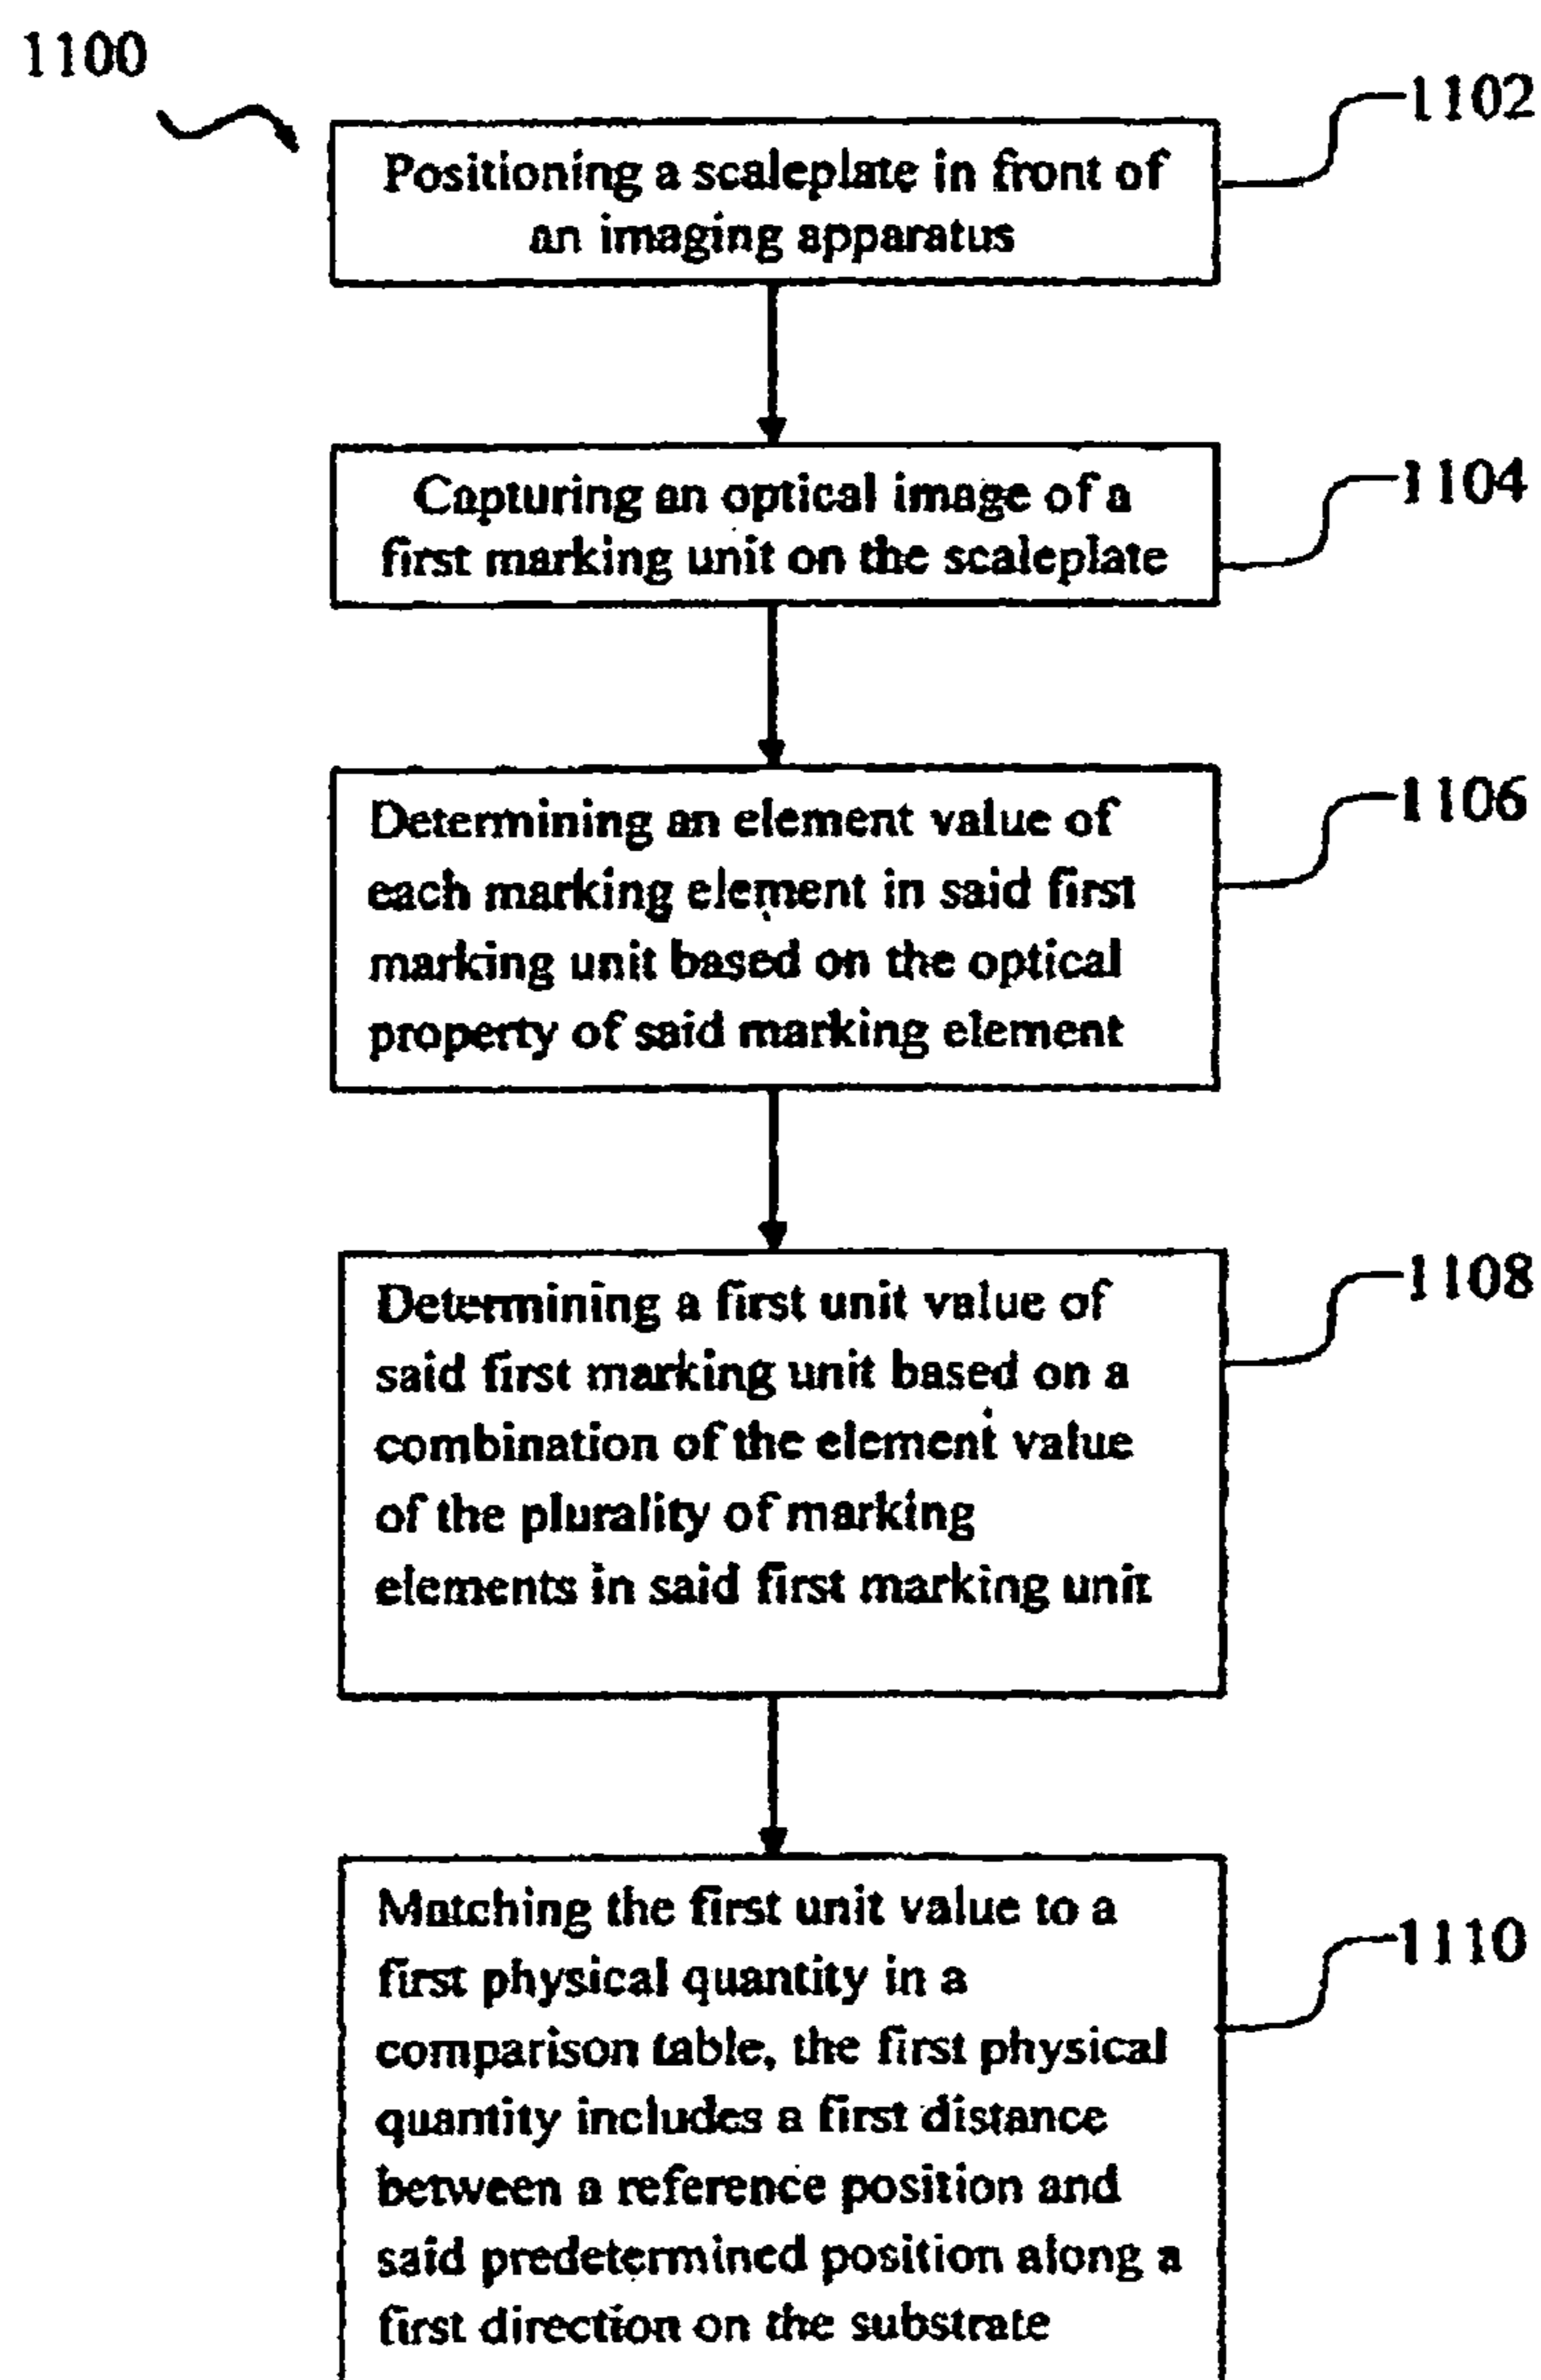 1100
1102
Positioning a scaleplate in front of
an imaging apparatus
1104
Capturing an optical image of a
first marking unit on the scaleplate
1106
Determining an element value of
each marking element in said first
marking unit based on the optical
property of said marking element
1108
Determining a first unit value of
said first marking unit based on a
combination of the element value
of the plurality of marking
elements in said first marking unit
1110
Matching the first unit value to a
first physical quantity in a
comparison table, the first physical
quantity includes a first distance
between a reference position and
said predetermined position along a
first direction on the substrate